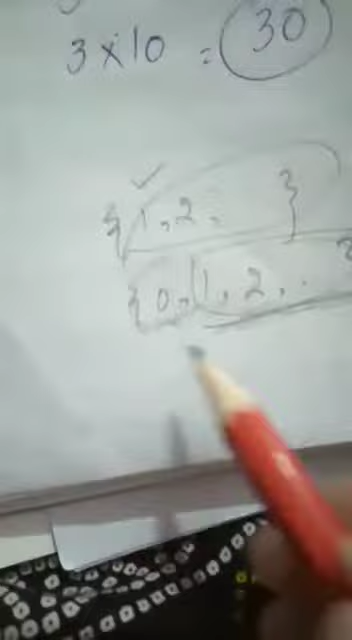 3 × 10 = 30
{1, 2, }
{0, 1, 2, .